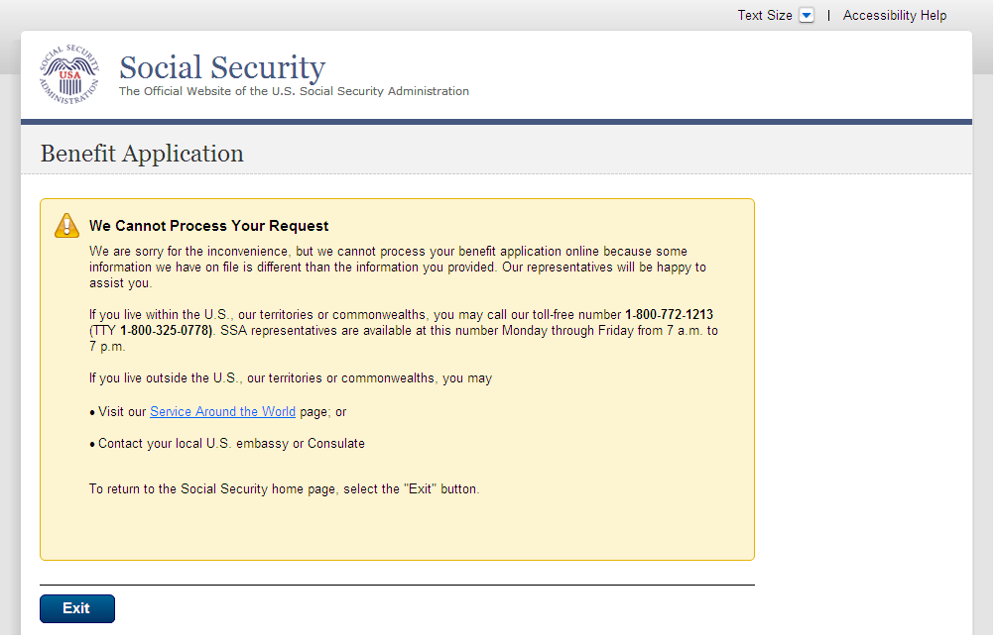 Text Size | Accessibility Help
SOCIAL SECURITY ADMINISTRATION
USA
Social Security
The Official Website of the U.S. Social Security Administration
Benefit Application
We Cannot Process Your Request
We are sorry for the inconvenience, but we cannot process your benefit application online because some
information we have on file is different than the information you provided. Our representatives will be happy to
assist you.
If you live within the U.S., our territories or commonwealths, you may call our toll-free number 1-800-772-1213
(TTY 1-800-325-0778). SSA representatives are available at this number Monday through Friday from 7 a.m. to
7 p.m.
If you live outside the U.S., our territories or commonwealths, you may
• Visit our Service Around the World page; or
• Contact your local U.S. embassy or Consulate
To return to the Social Security home page, select the "Exit" button.
Exit